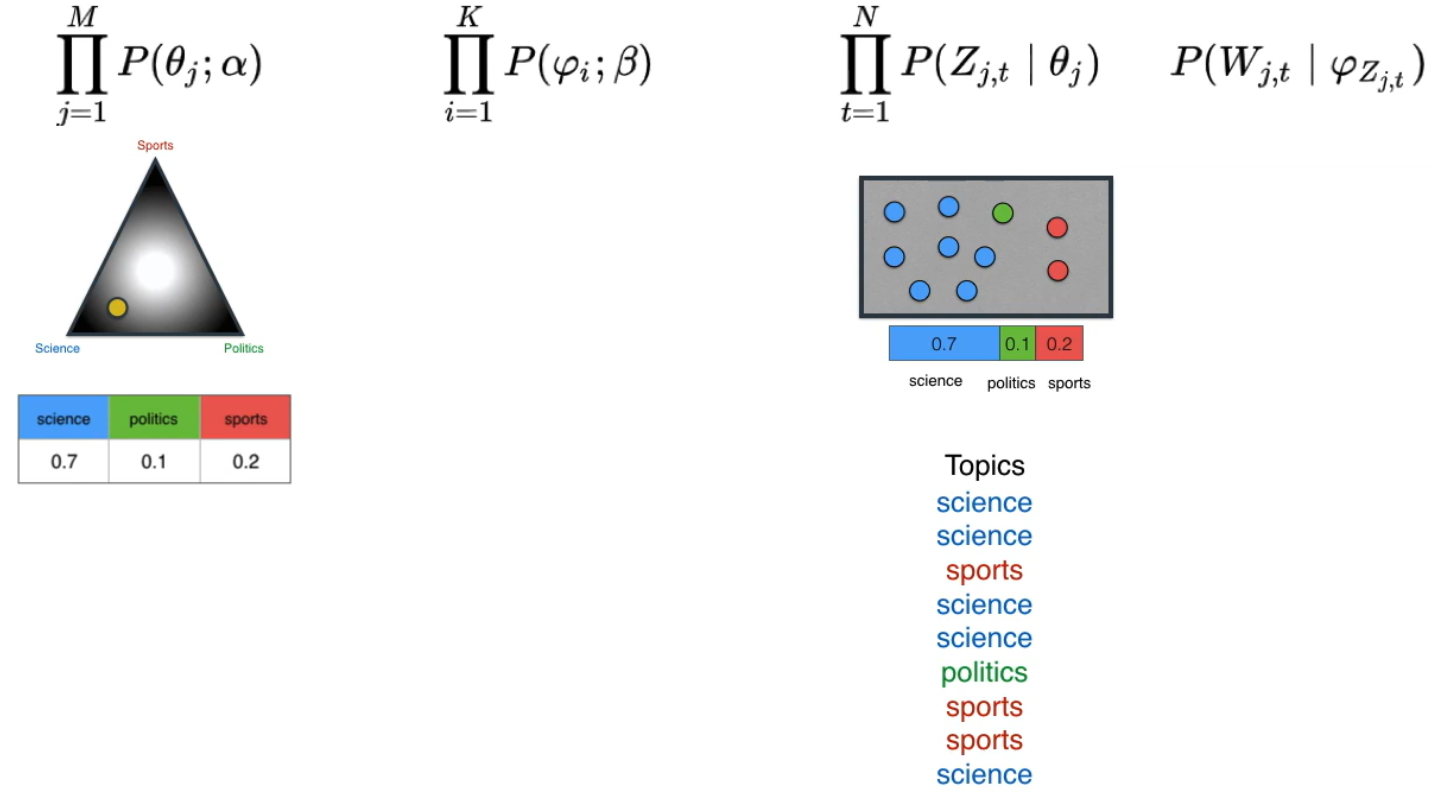 $\prod_{j=1}^{M} P(\theta_j; \alpha)$ $\prod_{i=1}^{K} P(\varphi_i; \beta)$ $\prod_{t=1}^{N} P(Z_{j,t} \mid \theta_j)$ $P(W_{j,t} \mid \varphi_{Z_{j,t}})$
Sports
Science Politics
science politics sports
0.7 0.1 0.2
0.7 0.1 0.2
science politics sports
Topics
science
science
sports
science
science
politics
sports
sports
science